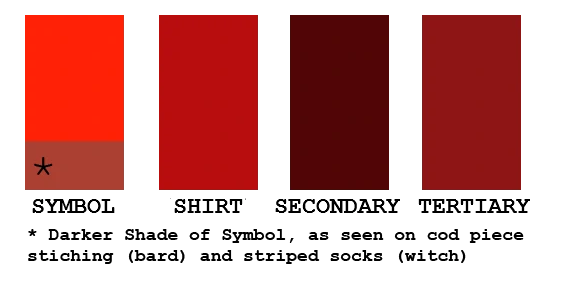 *
SYMBOL SHIRT SECONDARY TERTIARY
* Darker Shade of Symbol, as seen on cod piece
stiching (bard) and striped socks (witch)